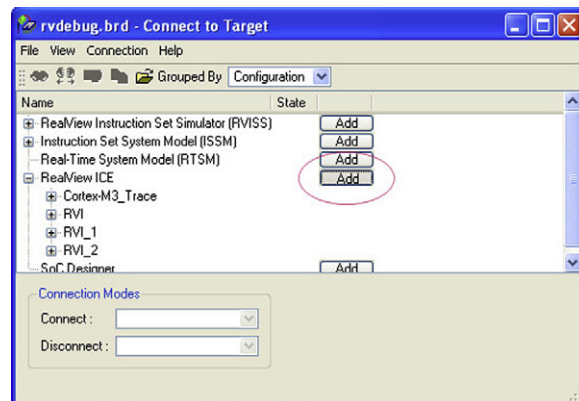 rvdebug.brd - Connect to Target
File View Connection Help
Grouped By Configuration
Name State
RealView Instruction Set Simulator (RVISS) Add
Instruction Set System Model (ISSM) Add
Real-Time System Model (RTSM) Add
RealView ICE Add
Cortex-M3_Trace
RVI
RVI_1
RVI_2
SoC Designer Add
Connection Modes
Connect :
Disconnect :